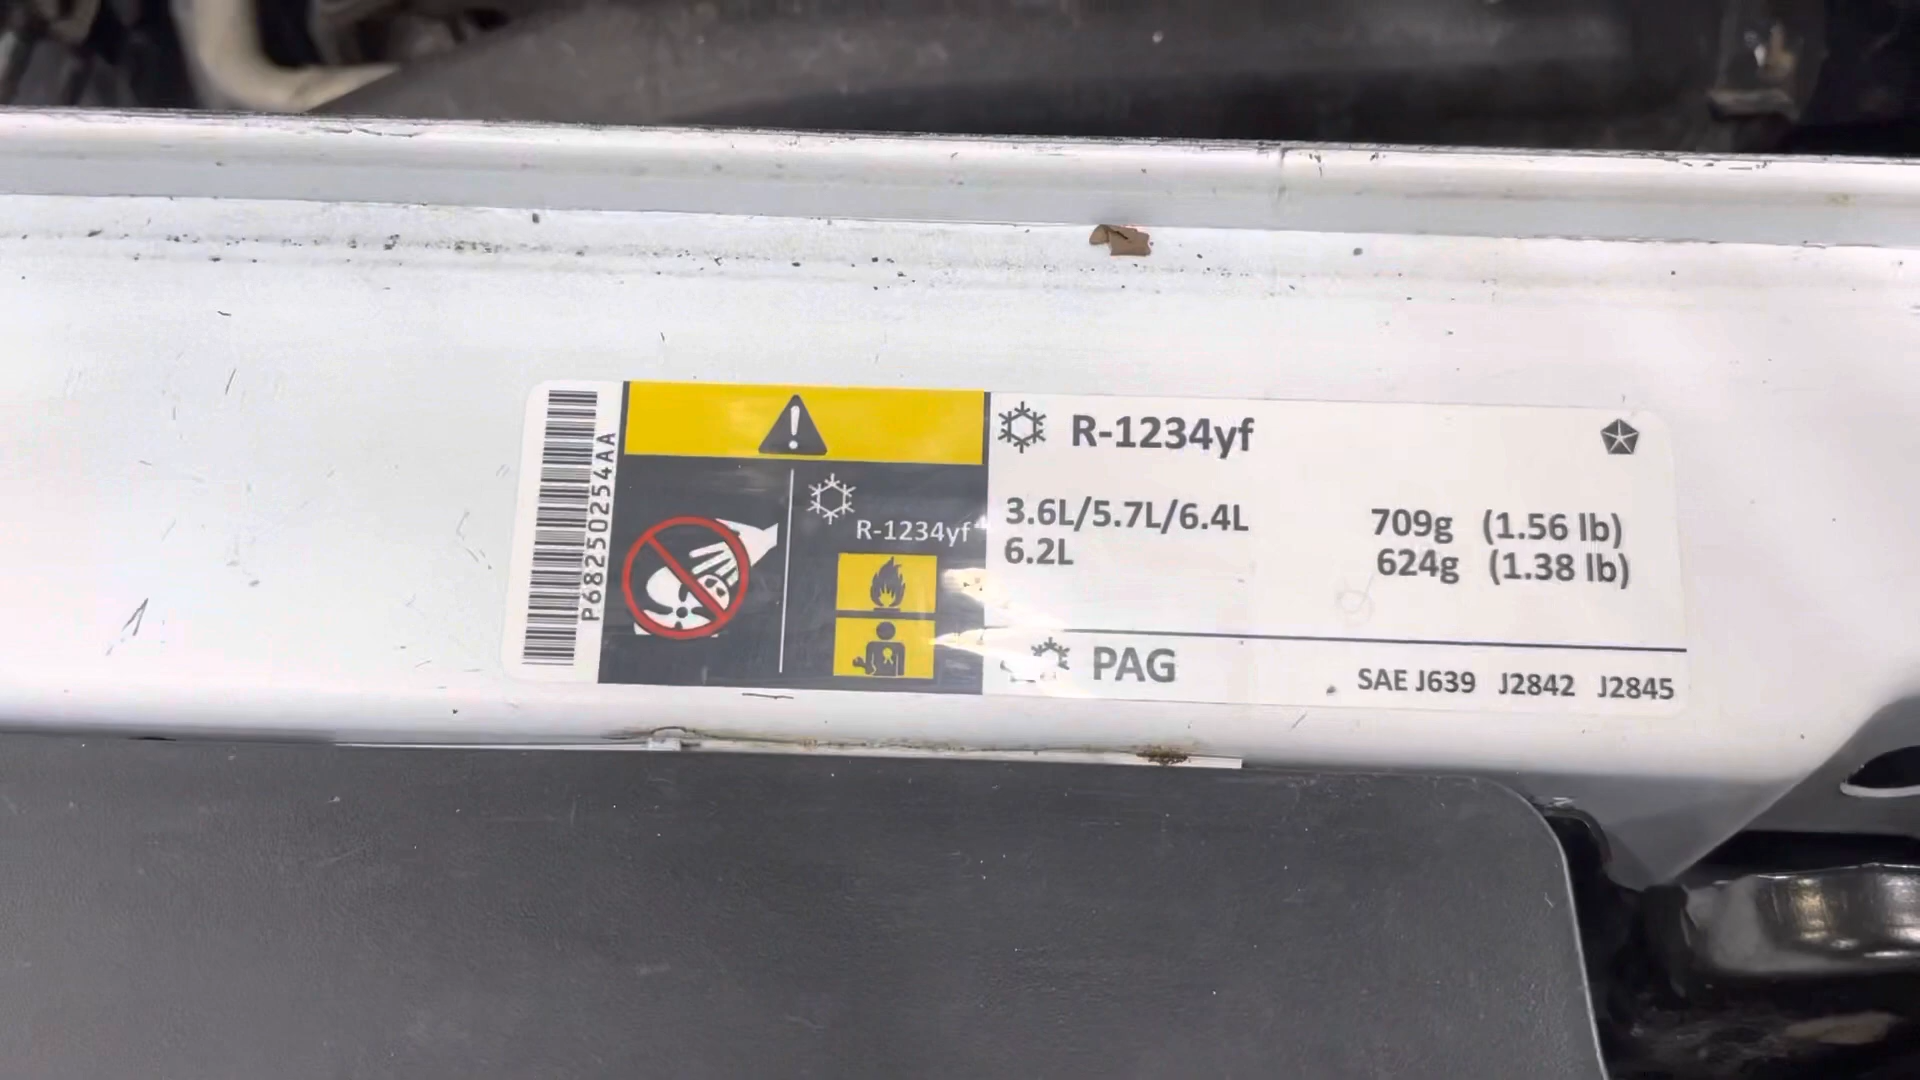 P68250254AA
R-1234yf
R-1234yf
3.6L/5.7L/6.4L 709g (1.56 lb)
6.2L 624g (1.38 lb)
PAG SAE J639 J2842 J2845